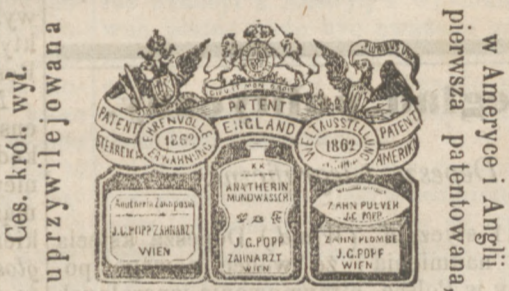 Ces. król. wył.
uprzywilejowana
PATENT
ENGLAND
PATENT
ÖSTERREICH
EHRENVOLLE
1862
ERWÄHNUNG
WELTAUSSTELLUNG
1862
PATENT
AMERIKA
Anatherin Zahnpasta
J.G.POPP ZAHNARZT
WIEN
K.K.
ANATHERIN
MUNDWASSER
J.G.POPP
ZAHNARZT
WIEN
ZAHN PULVER
J.G. POPP
ZAHN PLOMBE
J.G.POPP
WIEN
w Ameryce i Anglii
pierwsza patentowana